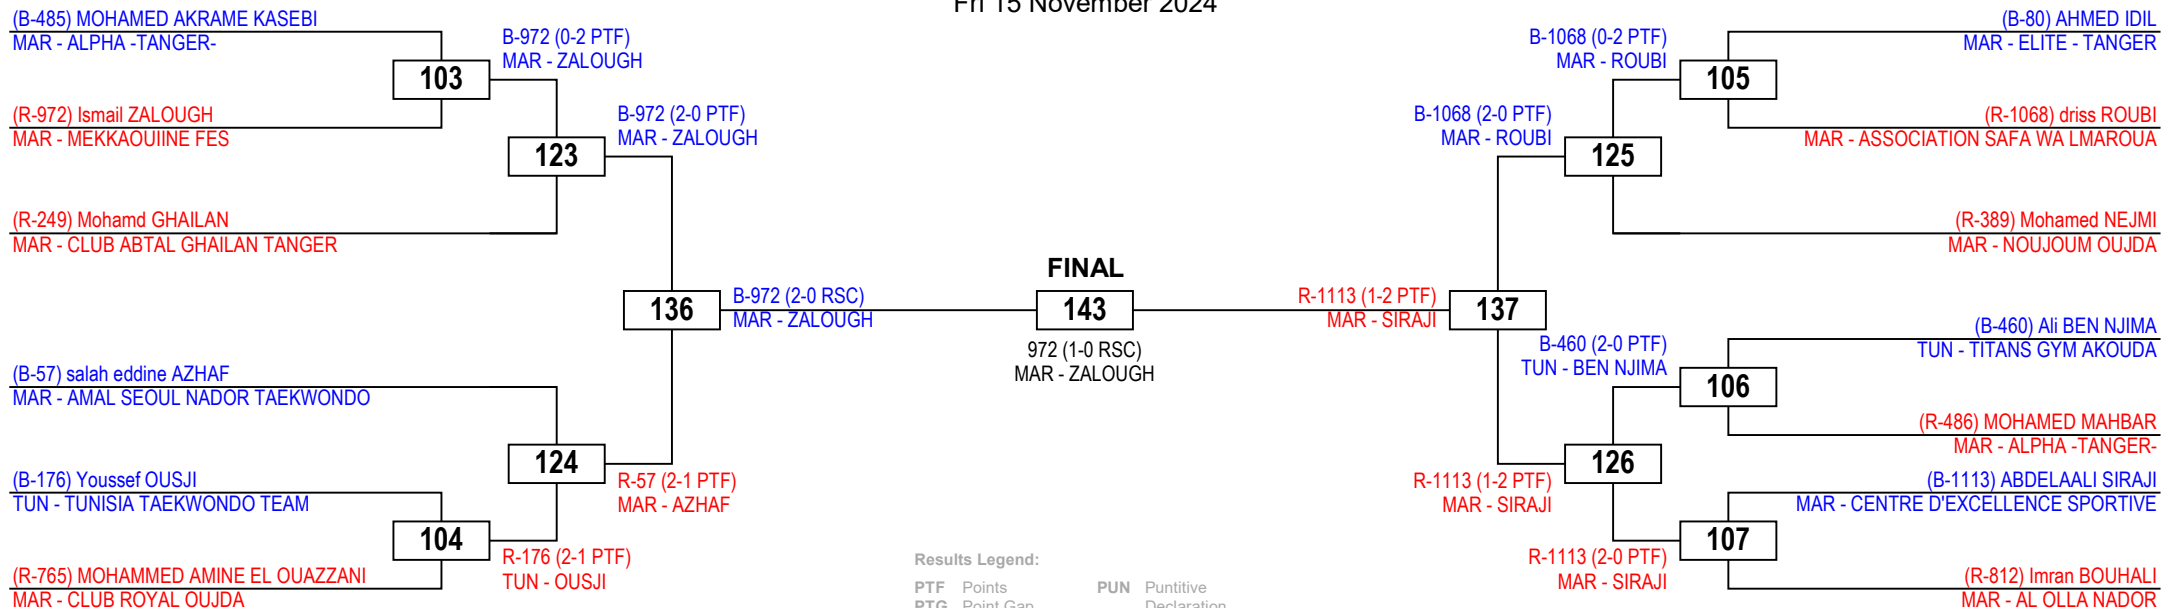 Fri 15 November 2024
(B-485) MOHAMED AKRAME KASEBI
MAR - ALPHA -TANGER-
103
(R-972) Ismail ZALOUGH
MAR - MEKKAOUIINE FES
B-972 (0-2 PTF)
MAR - ZALOUGH
123
(R-249) Mohamd GHAILAN
MAR - CLUB ABTAL GHAILAN TANGER
B-972 (2-0 PTF)
MAR - ZALOUGH
136
(B-57) salah eddine AZHAF
MAR - AMAL SEOUL NADOR TAEKWONDO
124
(B-176) Youssef OUSJI
TUN - TUNISIA TAEKWONDO TEAM
104
(R-765) MOHAMMED AMINE EL OUAZZANI
MAR - CLUB ROYAL OUJDA
R-176 (2-1 PTF)
TUN - OUSJI
R-57 (2-1 PTF)
MAR - AZHAF
B-972 (2-0 RSC)
MAR - ZALOUGH
FINAL
143
972 (1-0 RSC)
MAR - ZALOUGH
R-1113 (1-2 PTF)
MAR - SIRAJI
137
B-1068 (2-0 PTF)
MAR - ROUBI
125
B-1068 (0-2 PTF)
MAR - ROUBI
105
(B-80) AHMED IDIL
MAR - ELITE - TANGER
(R-1068) driss ROUBI
MAR - ASSOCIATION SAFA WA LMAROUA
(R-389) Mohamed NEJMI
MAR - NOUJOUM OUJDA
(B-460) Ali BEN NJIMA
TUN - TITANS GYM AKOUDA
B-460 (2-0 PTF)
TUN - BEN NJIMA
106
(R-486) MOHAMED MAHBAR
MAR - ALPHA -TANGER-
126
R-1113 (1-2 PTF)
MAR - SIRAJI
(B-1113) ABDELAALI SIRAJI
MAR - CENTRE D'EXCELLENCE SPORTIVE
107
R-1113 (2-0 PTF)
MAR - SIRAJI
(R-812) Imran BOUHALI
MAR - AL OLLA NADOR
Results Legend:
PTF Points PUN Puntitive
PTG Point Gap Declaration